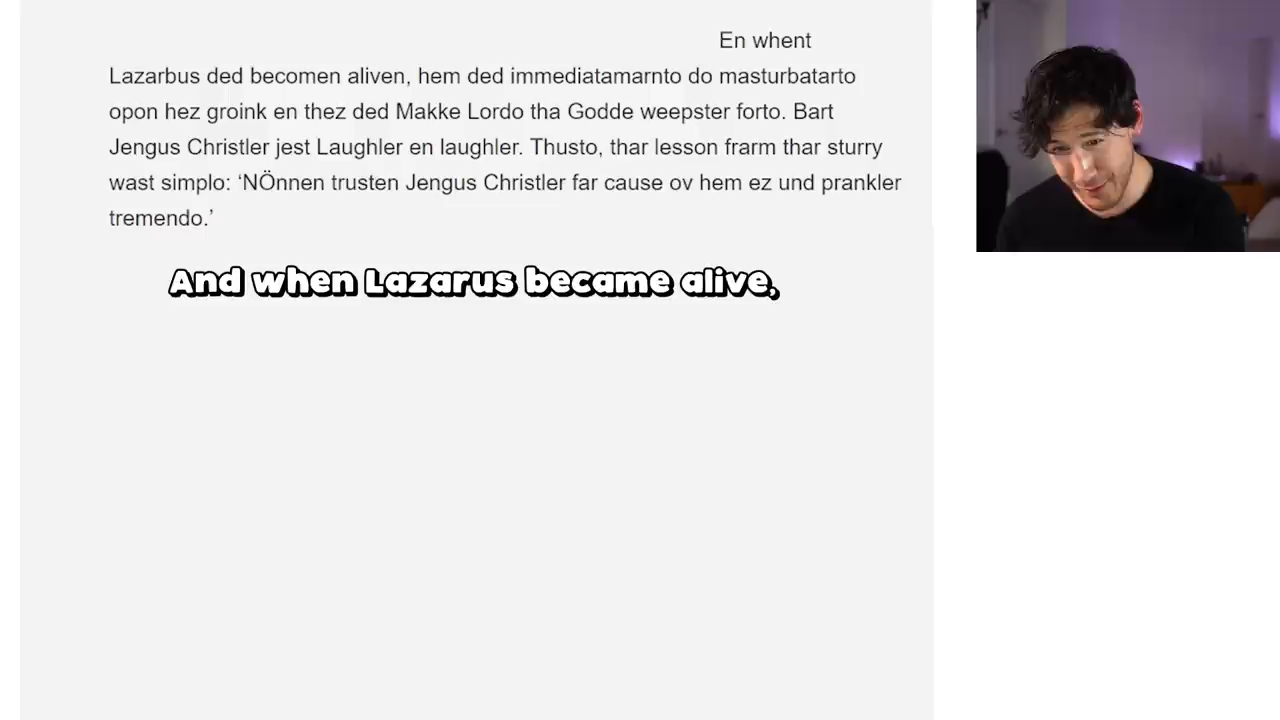 En whent
Lazarbus ded becomen aliven, hem ded immediatamarnto do masturbatarto
opon hez groink en thez ded Makke Lordo tha Godde weepster forto. Bart
Jengus Christler jest Laughler en laughler. Thusto, thar lesson frarm thar sturry
wast simplo: ‘NÖnnen trusten Jengus Christler far cause ov hem ez und prankler
tremendo.’
And when Lazarus became alive,